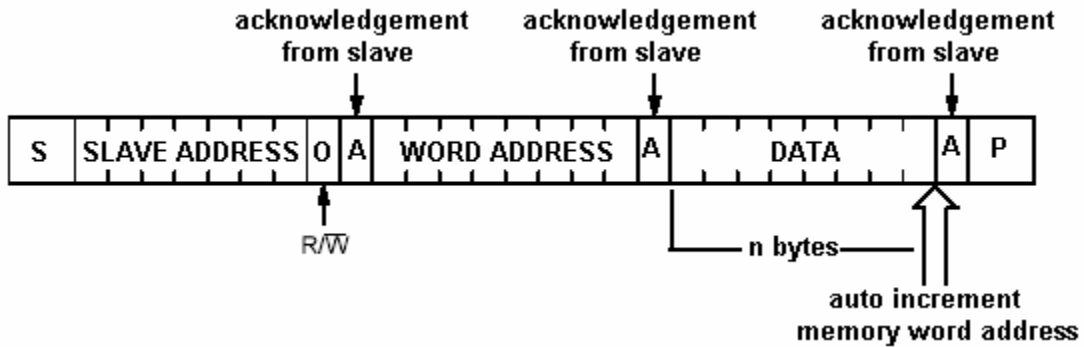 acknowledgement acknowledgement acknowledgement
from slave from slave from slave
S SLAVE ADDRESS 0 A WORD ADDRESS A DATA A P
R/W̅
n bytes
auto increment
memory word address